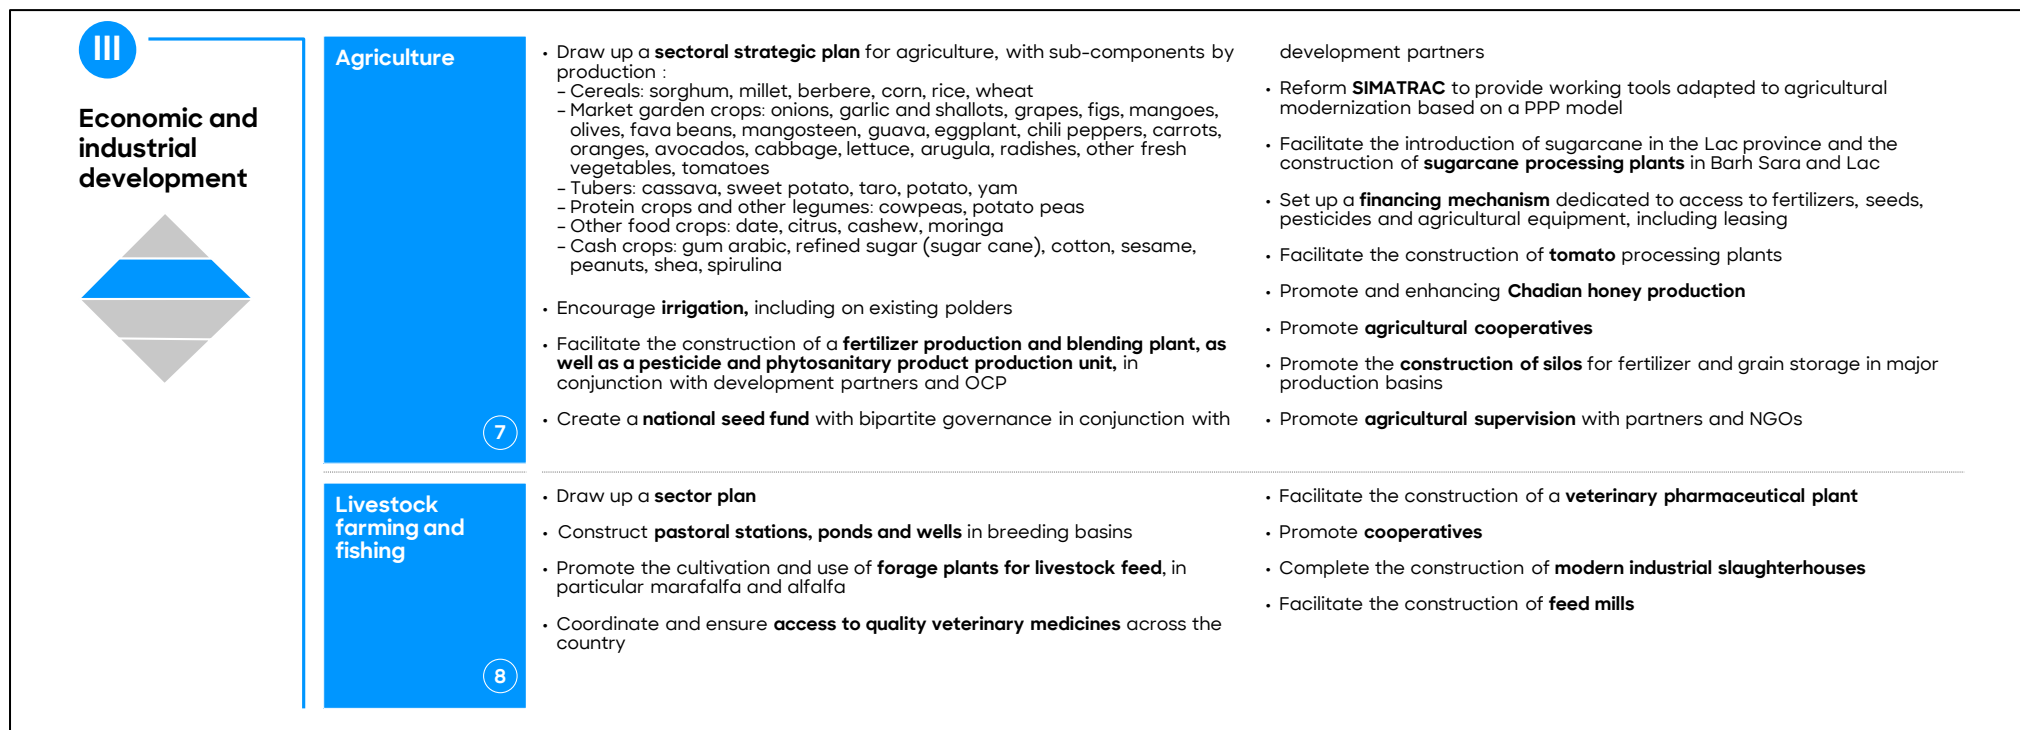 III
Economic and
industrial
development
Agriculture
7
• Draw up a sectoral strategic plan for agriculture, with sub-components by
production :
– Cereals: sorghum, millet, berbere, corn, rice, wheat
– Market garden crops: onions, garlic and shallots, grapes, figs, mangoes,
olives, fava beans, mangosteen, guava, eggplant, chili peppers, carrots,
oranges, avocados, cabbage, lettuce, arugula, radishes, other fresh
vegetables, tomatoes
– Tubers: cassava, sweet potato, taro, potato, yam
– Protein crops and other legumes: cowpeas, potato peas
– Other food crops: date, citrus, cashew, moringa
– Cash crops: gum arabic, refined sugar (sugar cane), cotton, sesame,
peanuts, shea, spirulina
• Encourage irrigation, including on existing polders
• Facilitate the construction of a fertilizer production and blending plant, as
well as a pesticide and phytosanitary product production unit, in
conjunction with development partners and OCP
• Create a national seed fund with bipartite governance in conjunction with
development partners
• Reform SIMATRAC to provide working tools adapted to agricultural
modernization based on a PPP model
• Facilitate the introduction of sugarcane in the Lac province and the
construction of sugarcane processing plants in Barh Sara and Lac
• Set up a financing mechanism dedicated to access to fertilizers, seeds,
pesticides and agricultural equipment, including leasing
• Facilitate the construction of tomato processing plants
• Promote and enhancing Chadian honey production
• Promote agricultural cooperatives
• Promote the construction of silos for fertilizer and grain storage in major
production basins
• Promote agricultural supervision with partners and NGOs
Livestock
farming and
fishing
8
• Draw up a sector plan
• Construct pastoral stations, ponds and wells in breeding basins
• Promote the cultivation and use of forage plants for livestock feed, in
particular marafalfa and alfalfa
• Coordinate and ensure access to quality veterinary medicines across the
country
• Facilitate the construction of a veterinary pharmaceutical plant
• Promote cooperatives
• Complete the construction of modern industrial slaughterhouses
• Facilitate the construction of feed mills